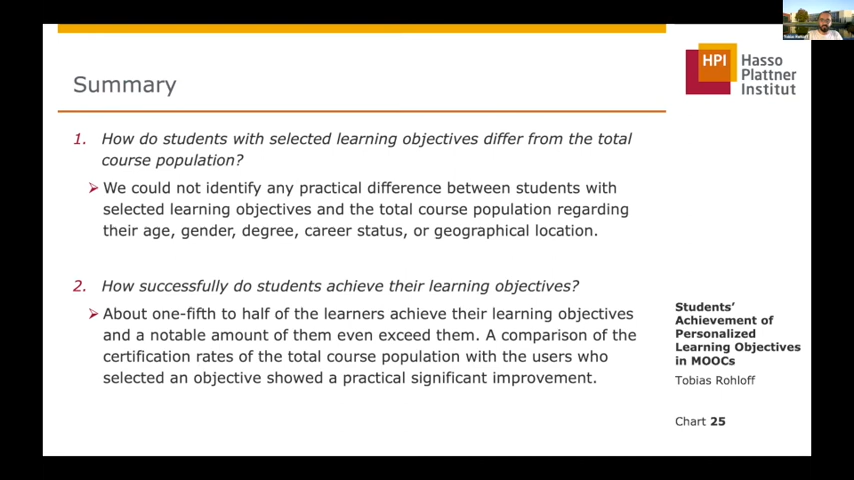 Summary
HPI
Hasso
Plattner
Institut
1. How do students with selected learning objectives differ from the total
course population?
We could not identify any practical difference between students with
selected learning objectives and the total course population regarding
their age, gender, degree, career status, or geographical location.
2. How successfully do students achieve their learning objectives?
About one-fifth to half of the learners achieve their learning objectives
and a notable amount of them even exceed them. A comparison of the
certification rates of the total course population with the users who
selected an objective showed a practical significant improvement.
Students’
Achievement of
Personalized
Learning Objectives
in MOOCs
Tobias Rohloff
Chart 25
Tobias Rohloff